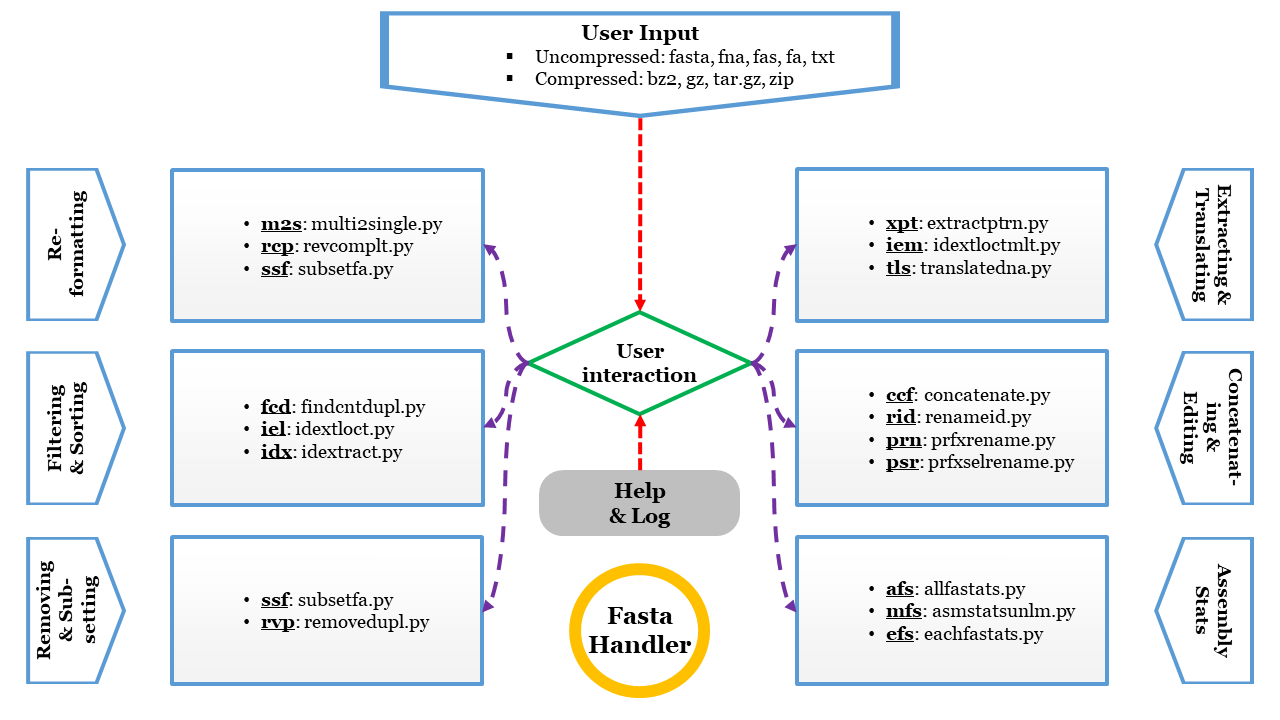 User Input
▪ Uncompressed: fasta, fna, fas, fa, txt
▪ Compressed: bz2, gz, tar.gz, zip
Re-
formatting
• m2s: multi2single.py
• rcp: revcomplt.py
• ssf: subsetfa.py
• xpt: extractptrn.py
• iem: idextloctmlt.py
• tls: translatedna.py
Extracting &
Translating
User
interaction
Filtering
& Sorting
• fcd: findcntdupl.py
• iel: idextloct.py
• idx: idextract.py
• ccf: concatenate.py
• rid: renameid.py
• prn: prfxrename.py
• psr: prfxselrename.py
Concatenat-
ing &
Editing
Help
& Log
Removing
& Sub-
seting
• ssf: subsetfa.py
• rvp: removedupl.py
Fasta
Handler
• afs: allfastats.py
• mfs: asmstatsunlm.py
• efs: eachfastats.py
Assembly
Stats